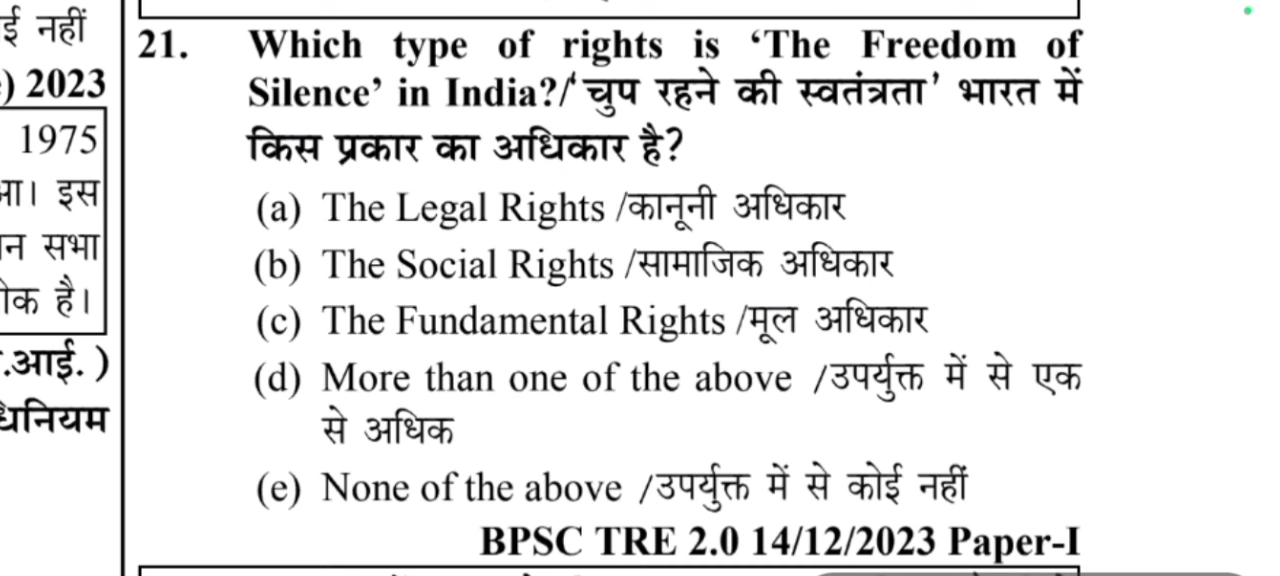 ई नहीं
) 2023
1975
आ। इस
न सभा
क है।
.आई. )
धनियम
21. Which type of rights is ‘The Freedom of
Silence’ in India?/‘चुप रहने की स्वतंत्रता’ भारत में
किस प्रकार का अधिकार है?
(a) The Legal Rights /कानूनी अधिकार
(b) The Social Rights /सामाजिक अधिकार
(c) The Fundamental Rights /मूल अधिकार
(d) More than one of the above /उपर्युक्त में से एक
से अधिक
(e) None of the above /उपर्युक्त में से कोई नहीं
BPSC TRE 2.0 14/12/2023 Paper-I